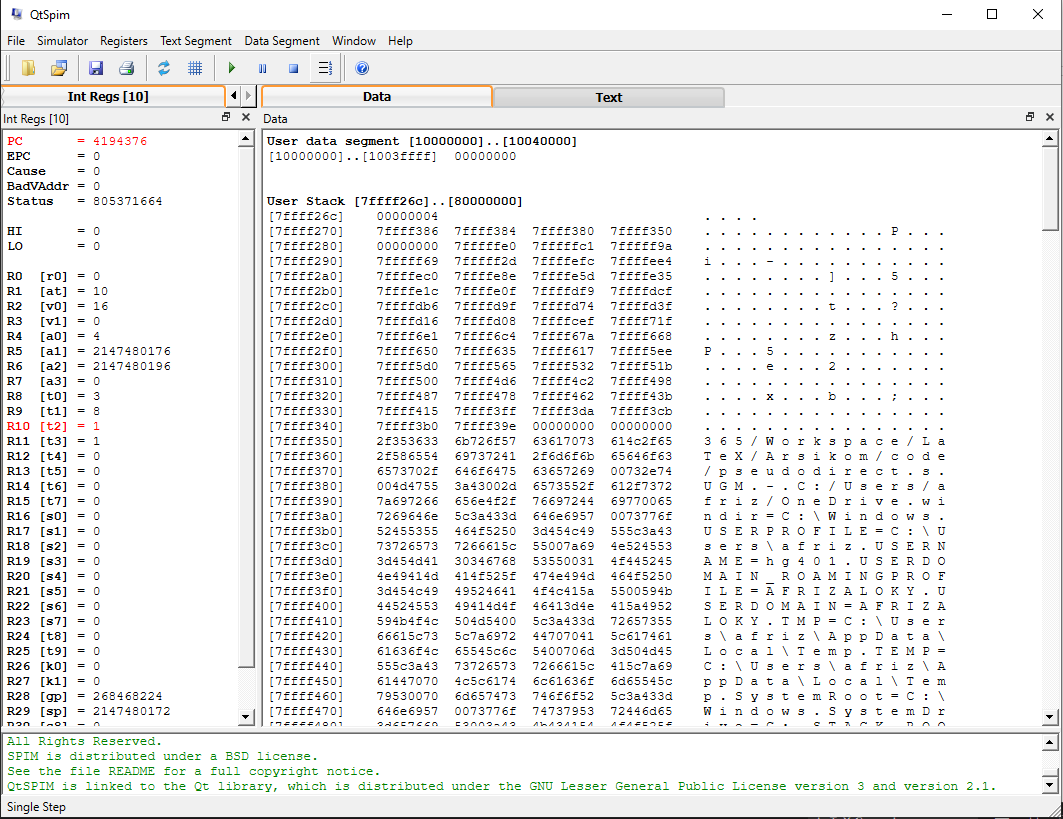 QtSpim
File Simulator Registers Text Segment Data Segment Window Help
Int Regs [10] Data Text
Int Regs [10]
PC = 4194376
EPC = 0
Cause = 0
BadVAddr = 0
Status = 805371664
HI = 0
LO = 0
R0 [r0] = 0
R1 [at] = 10
R2 [v0] = 16
R3 [v1] = 0
R4 [a0] = 4
R5 [a1] = 2147480176
R6 [a2] = 2147480196
R7 [a3] = 0
R8 [t0] = 3
R9 [t1] = 8
R10 [t2] = 1
R11 [t3] = 1
R12 [t4] = 0
R13 [t5] = 0
R14 [t6] = 0
R15 [t7] = 0
R16 [s0] = 0
R17 [s1] = 0
R18 [s2] = 0
R19 [s3] = 0
R20 [s4] = 0
R21 [s5] = 0
R22 [s6] = 0
R23 [s7] = 0
R24 [t8] = 0
R25 [t9] = 0
R26 [k0] = 0
R27 [k1] = 0
R28 [gp] = 268468224
R29 [sp] = 2147480172
Data
User data segment [10000000]..[10040000]
[10000000]..[1003ffff] 00000000
User Stack [7ffff26c]..[80000000]
[7ffff26c] 00000004 . . . .
[7ffff270] 7ffff386 7ffff384 7ffff380 7ffff350 . . . . . . . . . . . . P . . .
[7ffff280] 00000000 7fffffe0 7fffffc1 7fffff9a . . . . . . . . . . . . . . . .
[7ffff290] 7fffff69 7fffff2d 7ffffefc 7ffffee4 i . . . - . . . . . . . . . . .
[7ffff2a0] 7ffffec0 7ffffe8e 7ffffe5d 7ffffe35 . . . . . . . . ] . . . 5 . . .
[7ffff2b0] 7ffffe1c 7ffffe0f 7ffffdf9 7ffffdcf . . . . . . . . . . . . . . . .
[7ffff2c0] 7ffffdb6 7ffffd9f 7ffffd74 7ffffd3f . . . . . . . . t . . . ? . . .
[7ffff2d0] 7ffffd16 7ffffd08 7ffffcef 7ffff71f . . . . . . . . . . . . . . . .
[7ffff2e0] 7ffff6e1 7ffff6c4 7ffff67a 7ffff668 . . . . . . . . z . . . h . . .
[7ffff2f0] 7ffff650 7ffff635 7ffff617 7ffff5ee P . . . 5 . . . . . . . . . . .
[7ffff300] 7ffff5d0 7ffff565 7ffff532 7ffff51b . . . . e . . . 2 . . . . . . .
[7ffff310] 7ffff500 7ffff4d6 7ffff4c2 7ffff498 . . . . . . . . . . . . . . . .
[7ffff320] 7ffff487 7ffff478 7ffff462 7ffff43b . . . . x . . . b . . . ; . . .
[7ffff330] 7ffff415 7ffff3ff 7ffff3da 7ffff3cb . . . . . . . . . . . . . . . .
[7ffff340] 7ffff3b0 7ffff39e 00000000 00000000 . . . . . . . . . . . . . . . .
[7ffff350] 2f353633 6b726f57 63617073 614c2f65 3 6 5 / W o r k s p a c e / L a
[7ffff360] 2f586554 69737241 2f6d6f6b 65646f63 T e X / A r s i k o m / c o d e
[7ffff370] 6573702f 646f6475 63657269 00732e74 / p s e u d o d i r e c t . s .
[7ffff380] 004d4755 3a43002d 6573552f 612f7372 U G M . - . C : / U s e r s / a
[7ffff390] 7a697266 656e4f2f 76697244 69770065 f r i z / O n e D r i v e . w i
[7ffff3a0] 7269646e 5c3a433d 646e6957 0073776f n d i r = C : \ W i n d o w s .
[7ffff3b0] 52455355 464f5250 3d454c49 555c3a43 U S E R P R O F I L E = C : \ U
[7ffff3c0] 73726573 7266615c 55007a69 4e524553 s e r s \ a f r i z . U S E R N
[7ffff3d0] 3d454d41 30346768 53550031 4f445245 A M E = h g 4 0 1 . U S E R D O
[7ffff3e0] 4e49414d 414f525f 474e494d 464f5250 M A I N _ R O A M I N G P R O F
[7ffff3f0] 3d454c49 49524641 4f4c415a 5500594b I L E = A F R I Z A L O K Y . U
[7ffff400] 44524553 49414d4f 46413d4e 415a4952 S E R D O M A I N = A F R I Z A
[7ffff410] 594b4f4c 504d5400 5c3a433d 72657355 L O K Y . T M P = C : \ U s e r
[7ffff420] 66615c73 5c7a6972 44707041 5c617461 s \ a f r i z \ A p p D a t a \
[7ffff430] 61636f4c 65545c6c 5400706d 3d504d45 L o c a l \ T e m p . T E M P =
[7ffff440] 555c3a43 73726573 7266615c 415c7a69 C : \ U s e r s \ a f r i z \ A
[7ffff450] 61447070 4c5c6174 6c61636f 6d65545c p p D a t a \ L o c a l \ T e m
[7ffff460] 79530070 6d657473 746f6f52 5c3a433d p . S y s t e m R o o t = C : \
[7ffff470] 646e6957 0073776f 74737953 72446d65 W i n d o w s . S y s t e m D r
All Rights Reserved.
SPIM is distributed under a BSD license.
See the file README for a full copyright notice.
QtSPIM is linked to the Qt library, which is distributed under the GNU Lesser General Public License version 3 and version 2.1.
Single Step